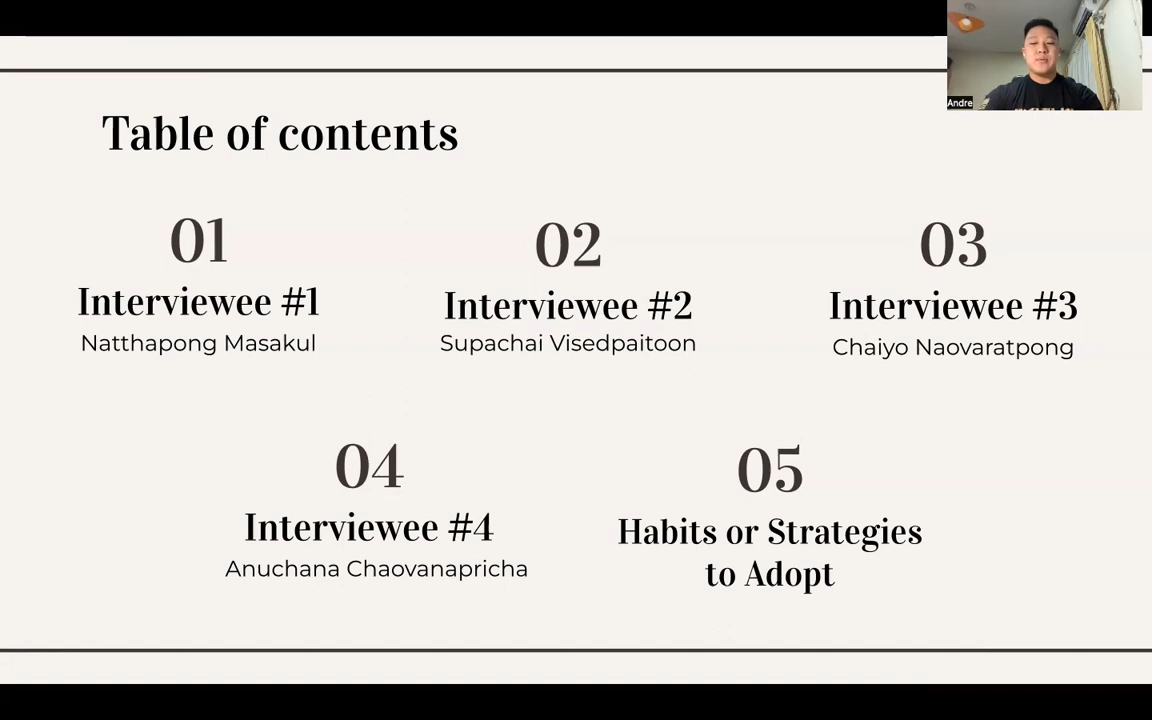 Andre
Table of contents
01
Interviewee #1
Natthapong Masakul
02
Interviewee #2
Supachai Visedpaitoon
03
Interviewee #3
Chaiyo Naovaratpong
04
Interviewee #4
Anuchana Chaovanapricha
05
Habits or Strategies
to Adopt